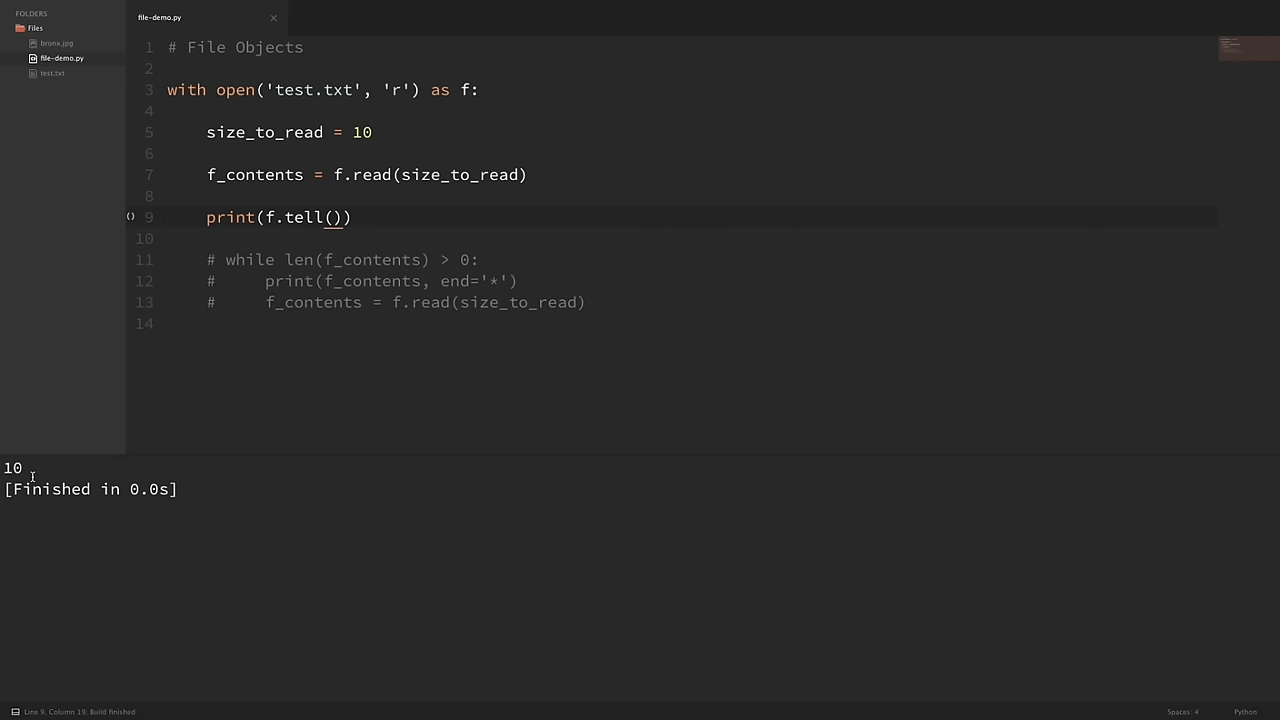 FOLDERS
Files
bronx.jpg
file-demo.py
test.txt
file-demo.py
1 # File Objects
2
3 with open('test.txt', 'r') as f:
4
5     size_to_read = 10
6
7     f_contents = f.read(size_to_read)
8
9     print(f.tell())
10
11     # while len(f_contents) > 0:
12     #     print(f_contents, end='*')
13     #     f_contents = f.read(size_to_read)
14
10
[Finished in 0.0s]
Line 9, Column 19; Build finished
Spaces: 4
Python